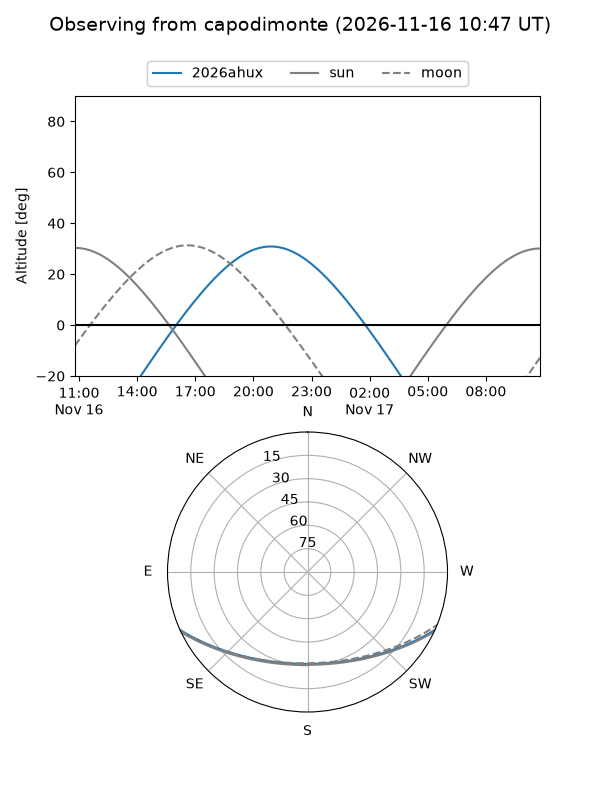 Observing from capodimonte (2026-11-16 10:47 UT)
2026ahux sun moon
Altitude [deg]
80
60
40
20
0
−20
11:00 14:00 17:00 20:00 23:00 02:00 05:00 08:00
Nov 16 Nov 17
N
NE NW
15
30
45
60
75
E W
SE SW
S